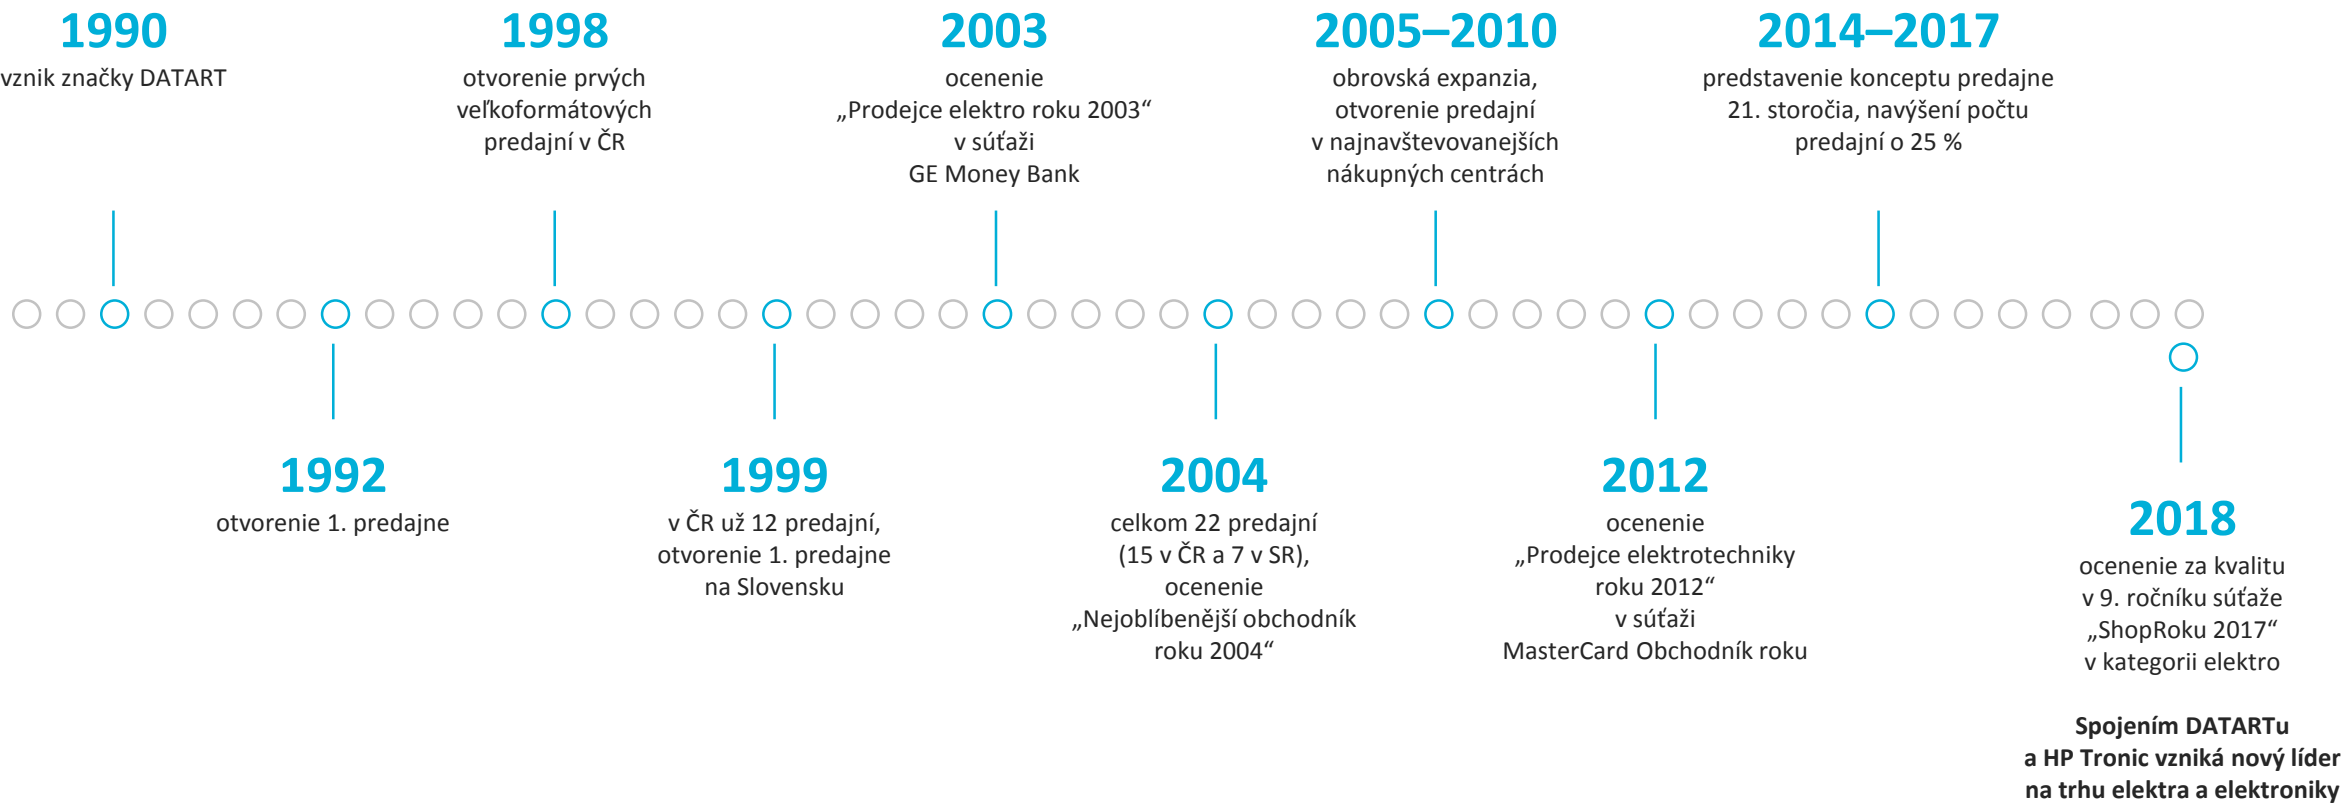 1990
vznik značky DATART
1998
otvorenie prvých
veľkoformátových
predajní v ČR
2003
ocenenie
„Prodejce elektro roku 2003“
v súťaži
GE Money Bank
2005–2010
obrovská expanzia,
otvorenie predajní
v najnavštevovanejších
nákupných centrách
2014–2017
predstavenie konceptu predajne
21. storočia, navýšení počtu
predajní o 25 %
1992
otvorenie 1. predajne
1999
v ČR už 12 predajní,
otvorenie 1. predajne
na Slovensku
2004
celkom 22 predajní
(15 v ČR a 7 v SR),
ocenenie
„Nejoblíbenější obchodník
roku 2004“
2012
ocenenie
„Prodejce elektrotechniky
roku 2012“
v súťaži
MasterCard Obchodník roku
2018
ocenenie za kvalitu
v 9. ročníku súťaže
„ShopRoku 2017“
v kategorii elektro
Spojením DATARTu
a HP Tronic vzniká nový líder
na trhu elektra a elektroniky